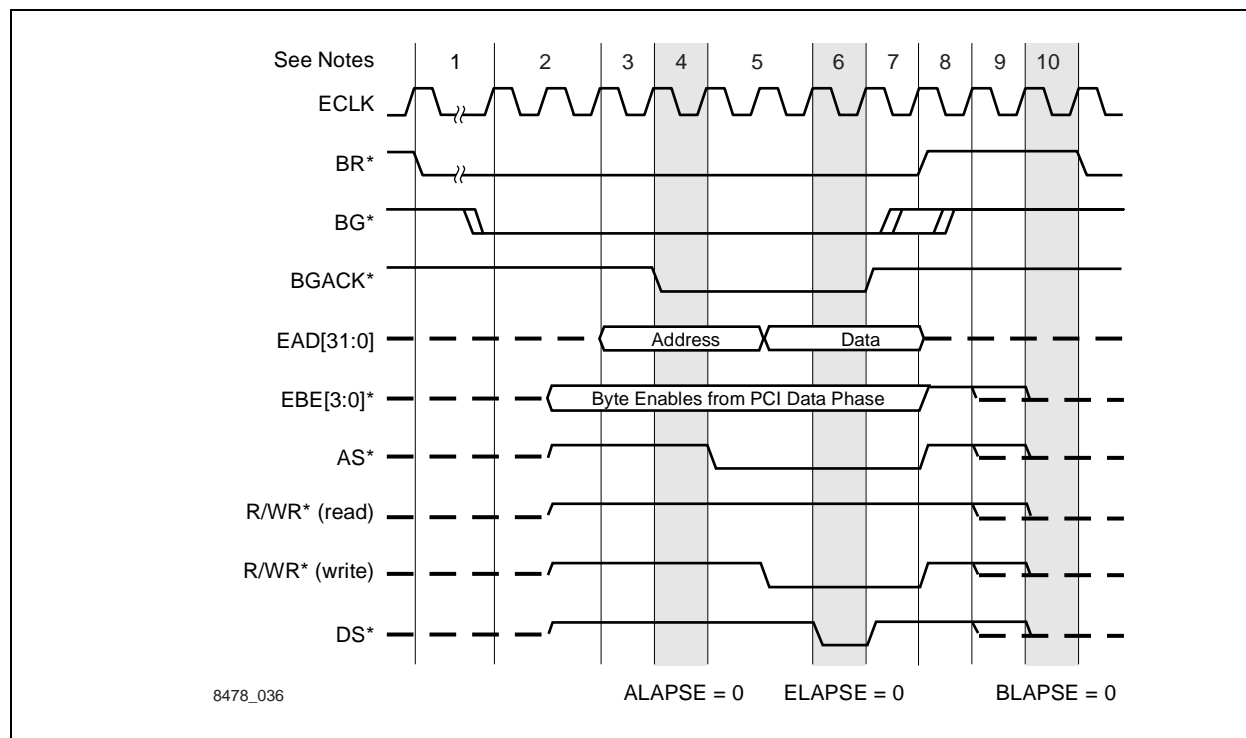 See Notes 1 2 3 4 5 6 7 8 9 10
ECLK
BR*
BG*
BGACK*
EAD[31:0] Address Data
EBE[3:0]* Byte Enables from PCI Data Phase
AS*
R/WR* (read)
R/WR* (write)
DS*
8478_036 ALAPSE = 0 ELAPSE = 0 BLAPSE = 0